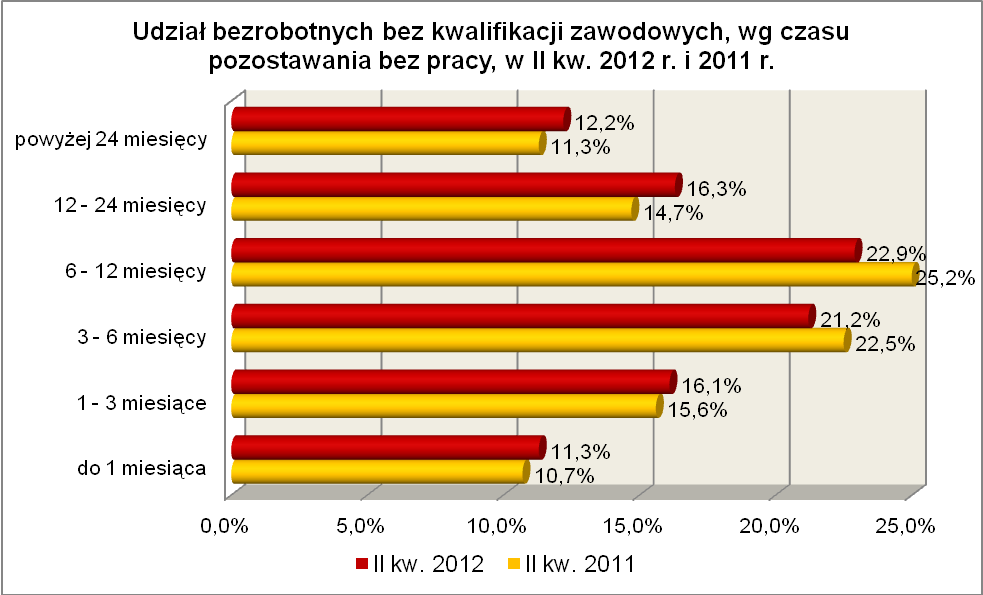 Udział bezrobotnych bez kwalifikacji zawodowych, wg czasu
pozostawania bez pracy, w II kw. 2012 r. i 2011 r.
powyżej 24 miesięcy
12,2%
11,3%
12 - 24 miesięcy
16,3%
14,7%
6 - 12 miesięcy
22,9%
25,2%
3 - 6 miesięcy
21,2%
22,5%
1 - 3 miesiące
16,1%
15,6%
do 1 miesiąca
11,3%
10,7%
0,0% 5,0% 10,0% 15,0% 20,0% 25,0%
II kw. 2012 II kw. 2011